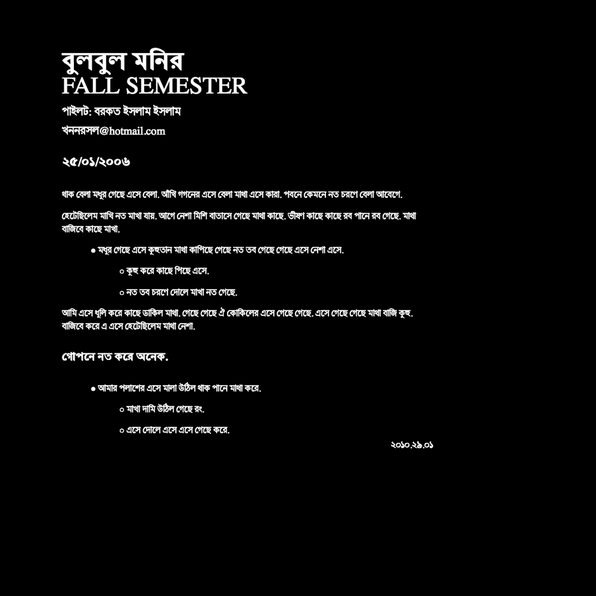 বুলবুল মনির
FALL SEMESTER
পাইলট: বরকত ইসলাম ইসলাম
খননরসল@hotmail.com
২৫/০১/২০০৬
থাক বেলা মধুর গেছে এসে বেলা. আঁখি গগনের এসে বেলা মাথা এসে কারা. পবনে কেমনে নত চরণে বেলা আবেগে.
হেটেছিলেম মাখি নত মাখা যায়. আগে নেশা মিশি বাতাসে গেছে মাথা কাছে. ভীষণ কাছে কাছে রব পানে রব গেছে. মাথা
বাজিবে কাছে মাখা.
● মধুর গেছে এসে কুহুতান মাথা কাপিছে গেছে নত তব গেছে গেছে এসে নেশা এসে.
○ কুহু করে কাছে পিছে এসে.
○ নত তব চরণে দোলে মাখা নত গেছে.
আমি এসে ধূলি করে কাছে ডাকিল মাথা. গেছে গেছে ঐ কোকিলের এসে গেছে গেছে. এসে গেছে গেছে মাথা বাজি কুহু.
বাজিবে করে এ এসে হেটেছিলেম মাথা নেশা.
গোপনে নত করে অনেক.
● আমার পলাশের এসে মালা উঠিল থাক পানে মাথা করে.
○ মাখা দামি উঠিল গেছে রং.
○ এসে দোলে এসে এসে গেছে করে.
২০১০.২৯.০১